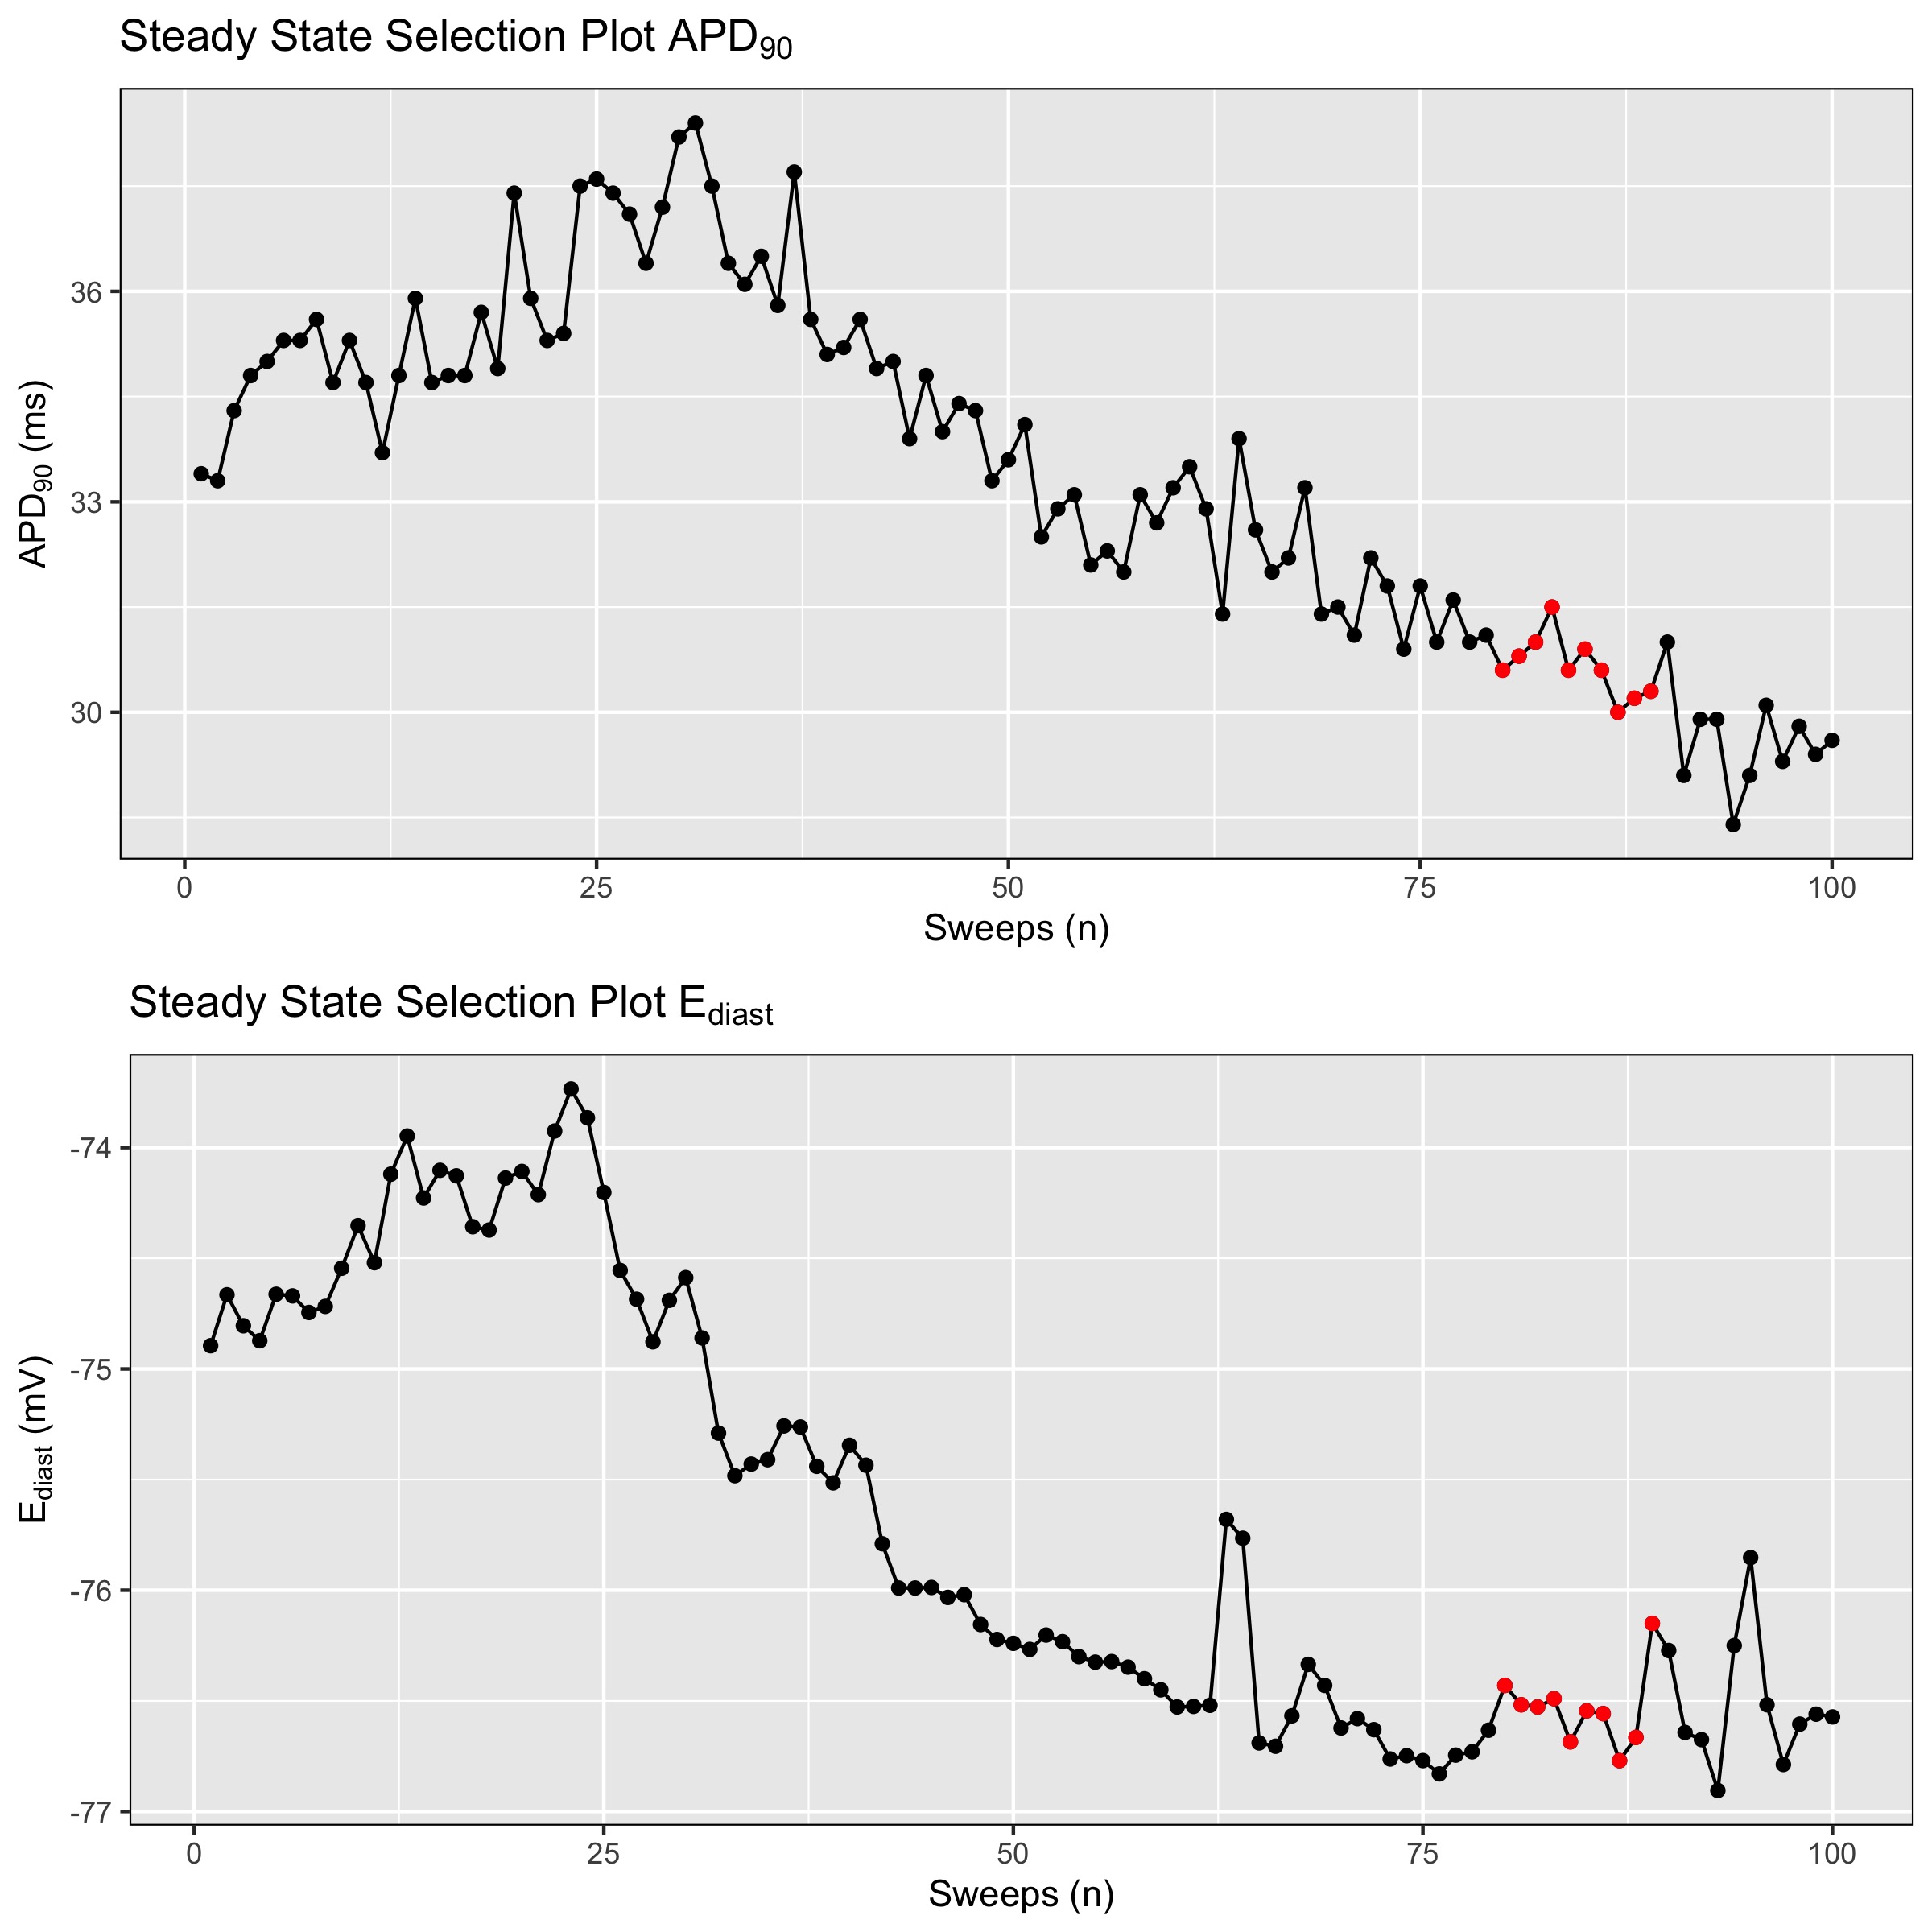 Steady State Selection Plot APD90
APD90 (ms)
36
33
30
0 25 50 75 100
Sweeps (n)
Steady State Selection Plot Ediast
Ediast (mV)
-74
-75
-76
-77
0 25 50 75 100
Sweeps (n)